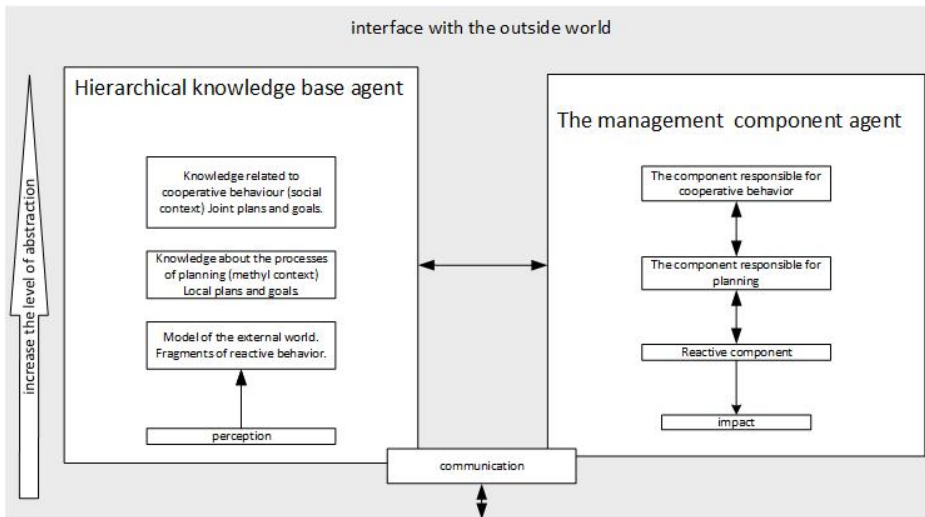 interface with the outside world
increase the level of abstraction
Hierarchical knowledge base agent
Knowledge related to
cooperative behaviour (social
context) Joint plans and goals.
Knowledge about the processes
of planning (methyl context)
Local plans and goals.
Model of the external world.
Fragments of reactive behavior.
perception
The management component agent
The component responsible for
cooperative behavior
The component responsible for
planning
Reactive component
impact
communication